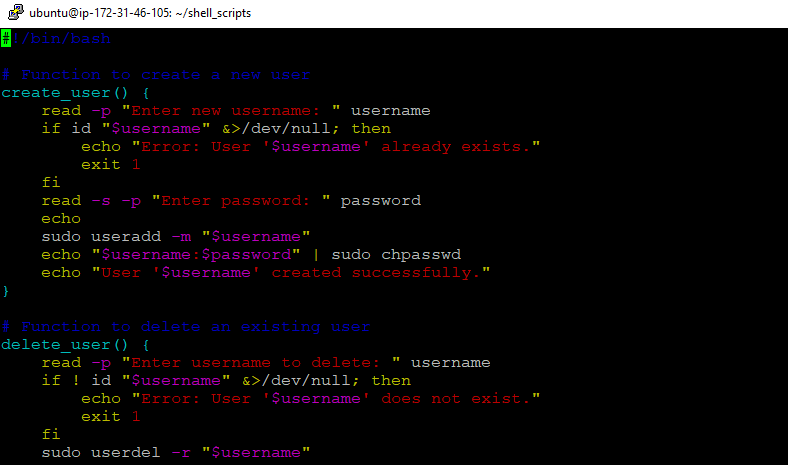 ubuntu@ip-172-31-46-105: ~/shell_scripts
#!/bin/bash
# Function to create a new user
create_user() {
    read -p "Enter new username: " username
    if id "$username" &>/dev/null; then
        echo "Error: User '$username' already exists."
        exit 1
    fi
    read -s -p "Enter password: " password
    echo
    sudo useradd -m "$username"
    echo "$username:$password" | sudo chpasswd
    echo "User '$username' created successfully."
}
# Function to delete an existing user
delete_user() {
    read -p "Enter username to delete: " username
    if ! id "$username" &>/dev/null; then
        echo "Error: User '$username' does not exist."
        exit 1
    fi
    sudo userdel -r "$username"